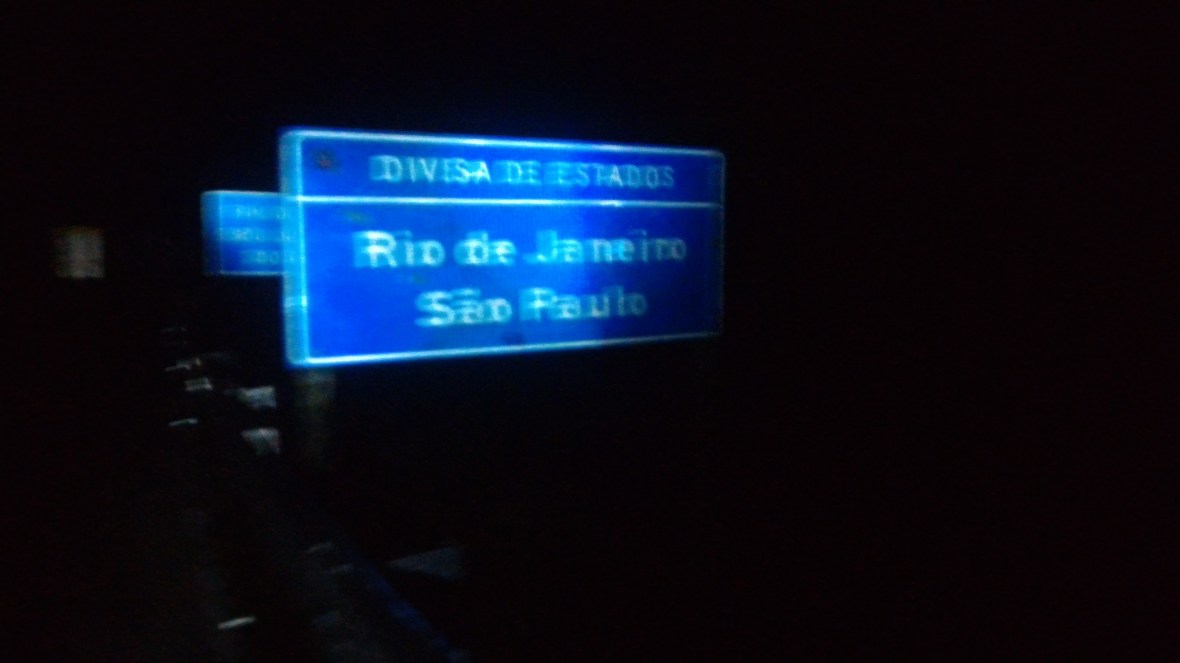 DIVISA DE ESTADOS
Rio de Janeiro
São Paulo